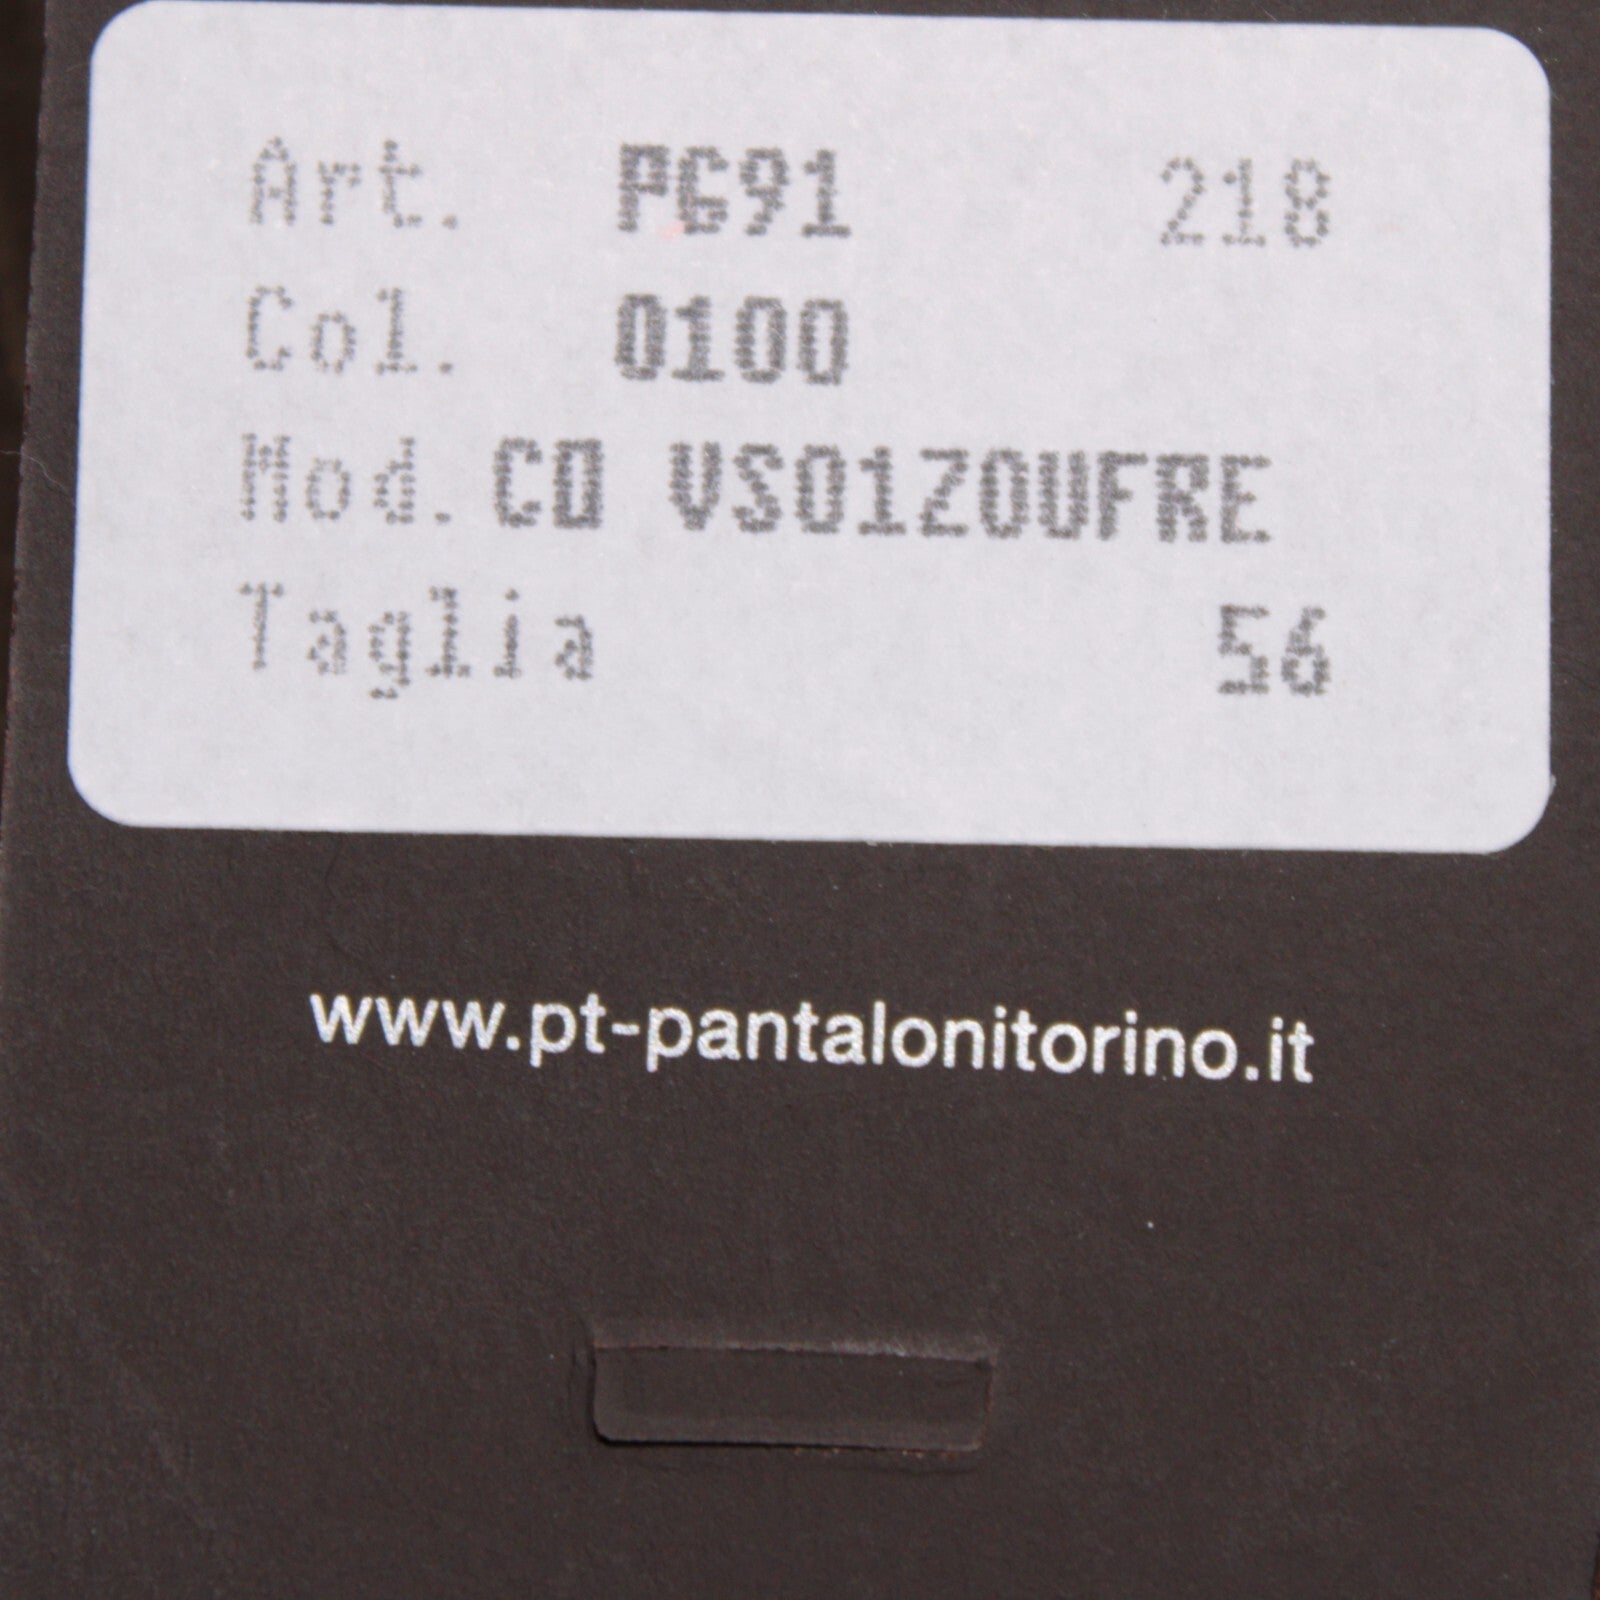 Art. PG91 218
Col. 0100
Mod. CO VS01Z0UFRE
Taglia 56
www.pt-pantalonitorino.it